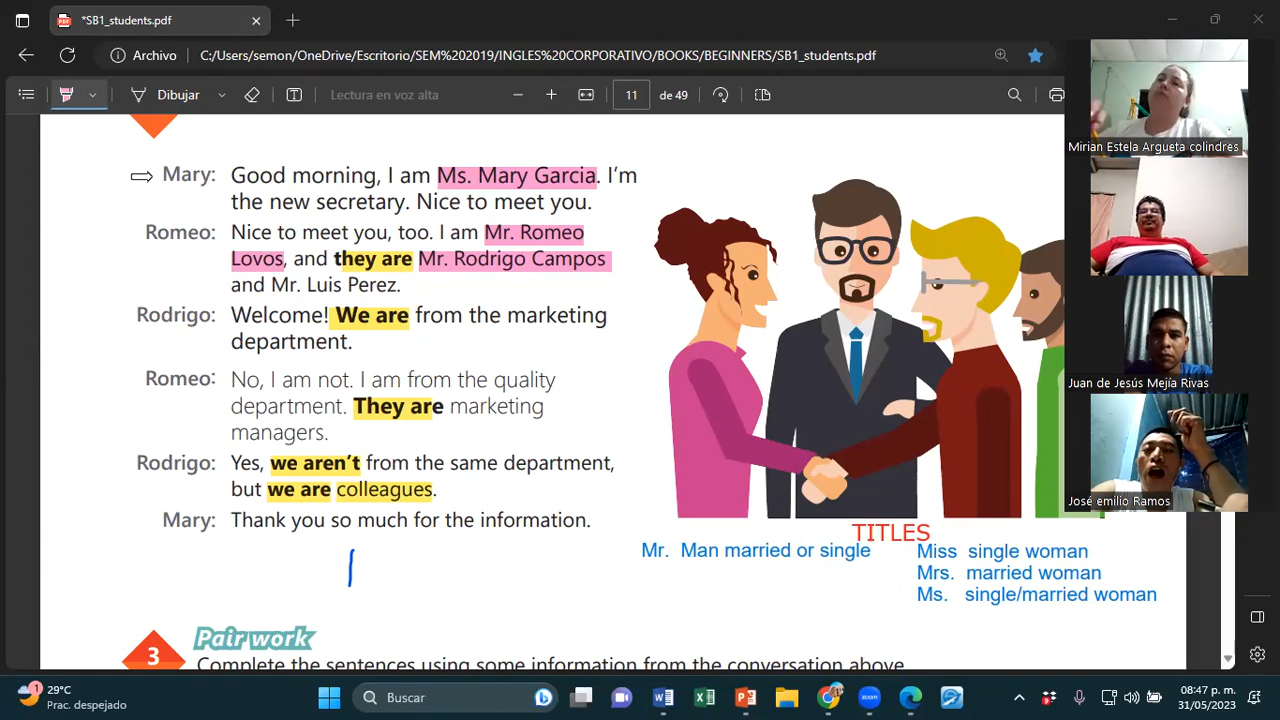 *SB1_students.pdf
Archivo C:/Users/semon/OneDrive/Escritorio/SEM%202019/INGLES%20CORPORATIVO/BOOKS/BEGINNERS/SB1_students.pdf
Dibujar Lectura en voz alta 11 de 49
Mary: Good morning, I am Ms. Mary Garcia. I'm
the new secretary. Nice to meet you.
Romeo: Nice to meet you, too. I am Mr. Romeo
Lovos, and they are Mr. Rodrigo Campos
and Mr. Luis Perez.
Rodrigo: Welcome! We are from the marketing
department.
Romeo: No, I am not. I am from the quality
department. They are marketing
managers.
Rodrigo: Yes, we aren't from the same department,
but we are colleagues.
Mary: Thank you so much for the information.
TITLES
Mr. Man married or single
Miss single woman
Mrs. married woman
Ms. single/married woman
3 Pair work
Complete the sentences using some information from the conversation above
Mirian Estela Argueta colindres
Juan de Jesús Mejía Rivas
José emilio Ramos
1
29°C
Prac. despejado
Buscar
08:47 p. m.
31/05/2023